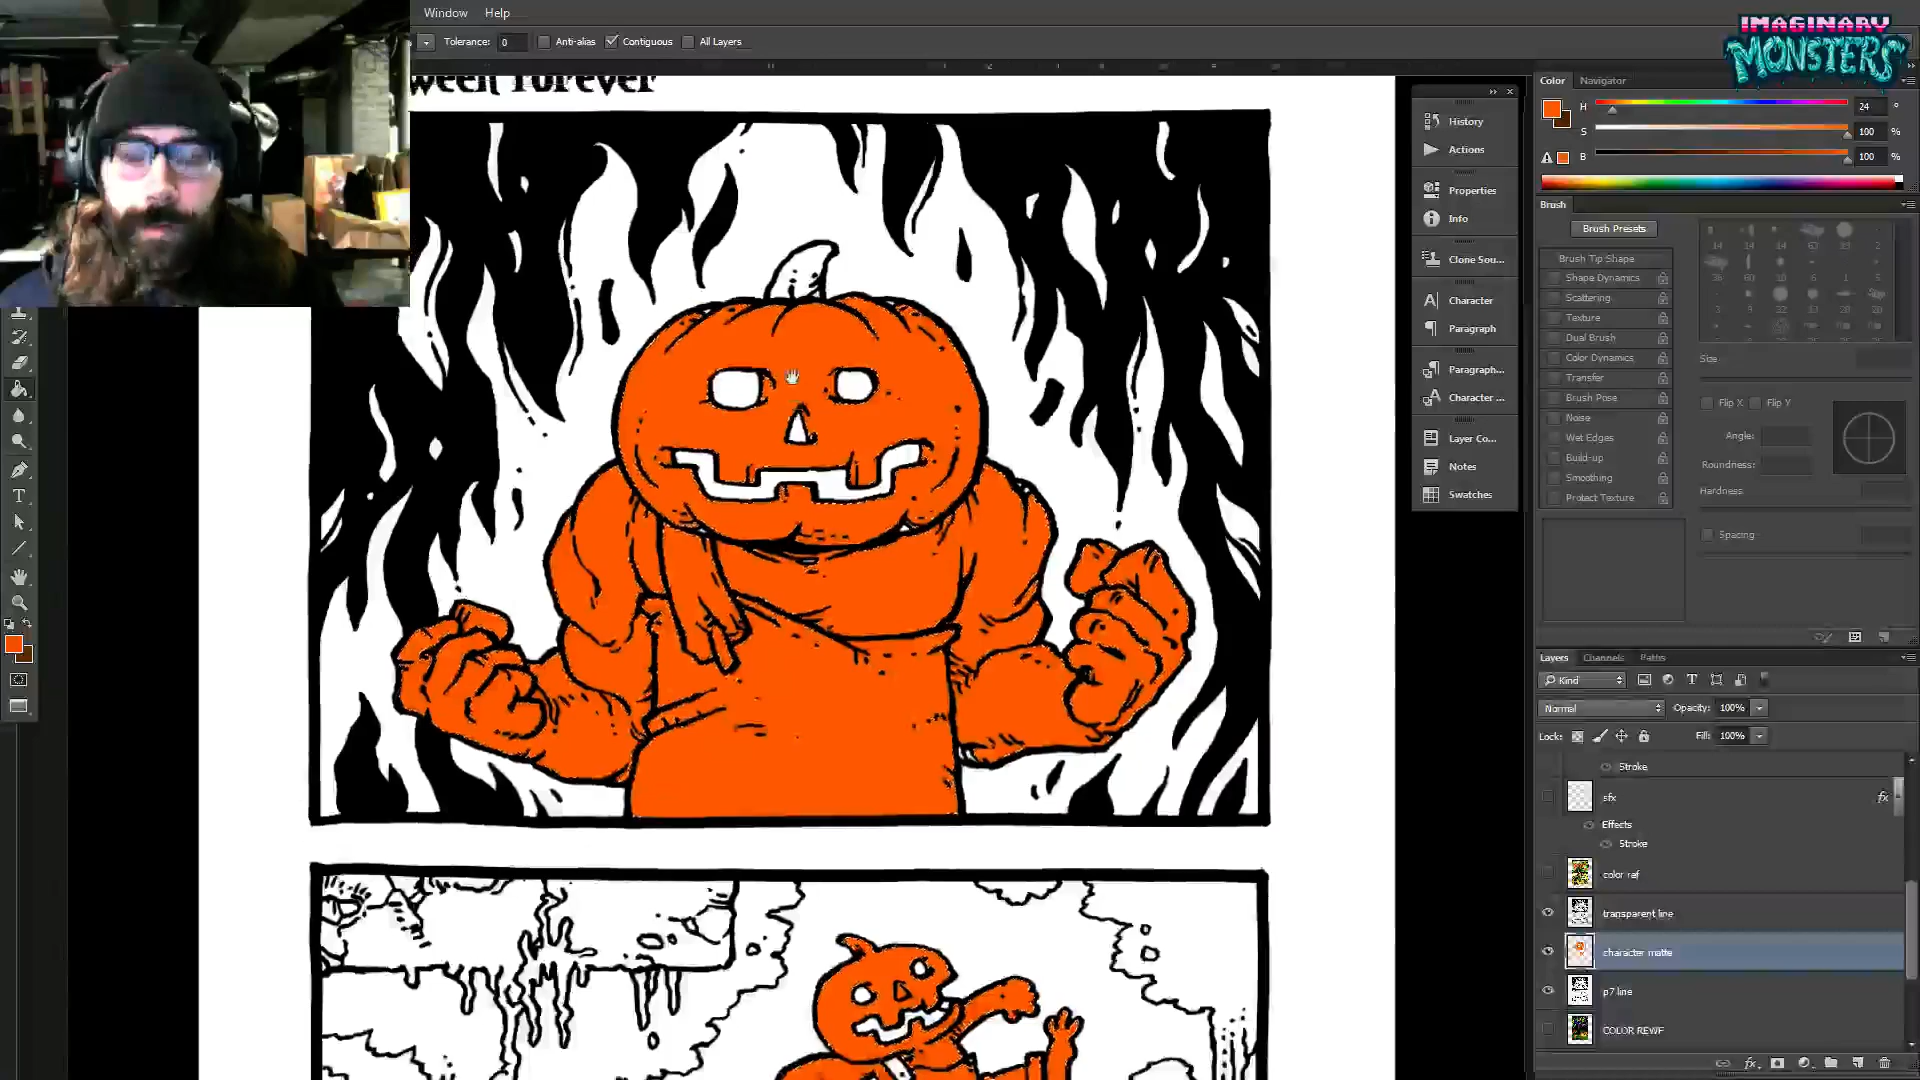 Window Help
IMAGINARY
MONSTERS
Tolerance: 0 Anti-alias Contiguous All Layers
ween forever
Color Navigator
H 24 °
S 100 %
B 100 %
Brush
Brush Presets
Brush Tip Shape
Shape Dynamics
Scattering
Texture
Dual Brush
Color Dynamics
Transfer
Brush Pose
Noise
Wet Edges
Build-up
Smoothing
Protect Texture
Size
Flip X Flip Y
Angle:
Roundness:
Hardness
Spacing
History
Actions
Properties
Info
Clone Sou...
Character
Paragraph
Paragraph...
Character ...
Layer Co...
Notes
Swatches
Layers Channels Paths
Kind
Normal Opacity: 100%
Lock: Fill: 100%
Stroke
sfx fx
Effects
Stroke
color ref
transparent line
character matte
p7 line
COLOR REWF